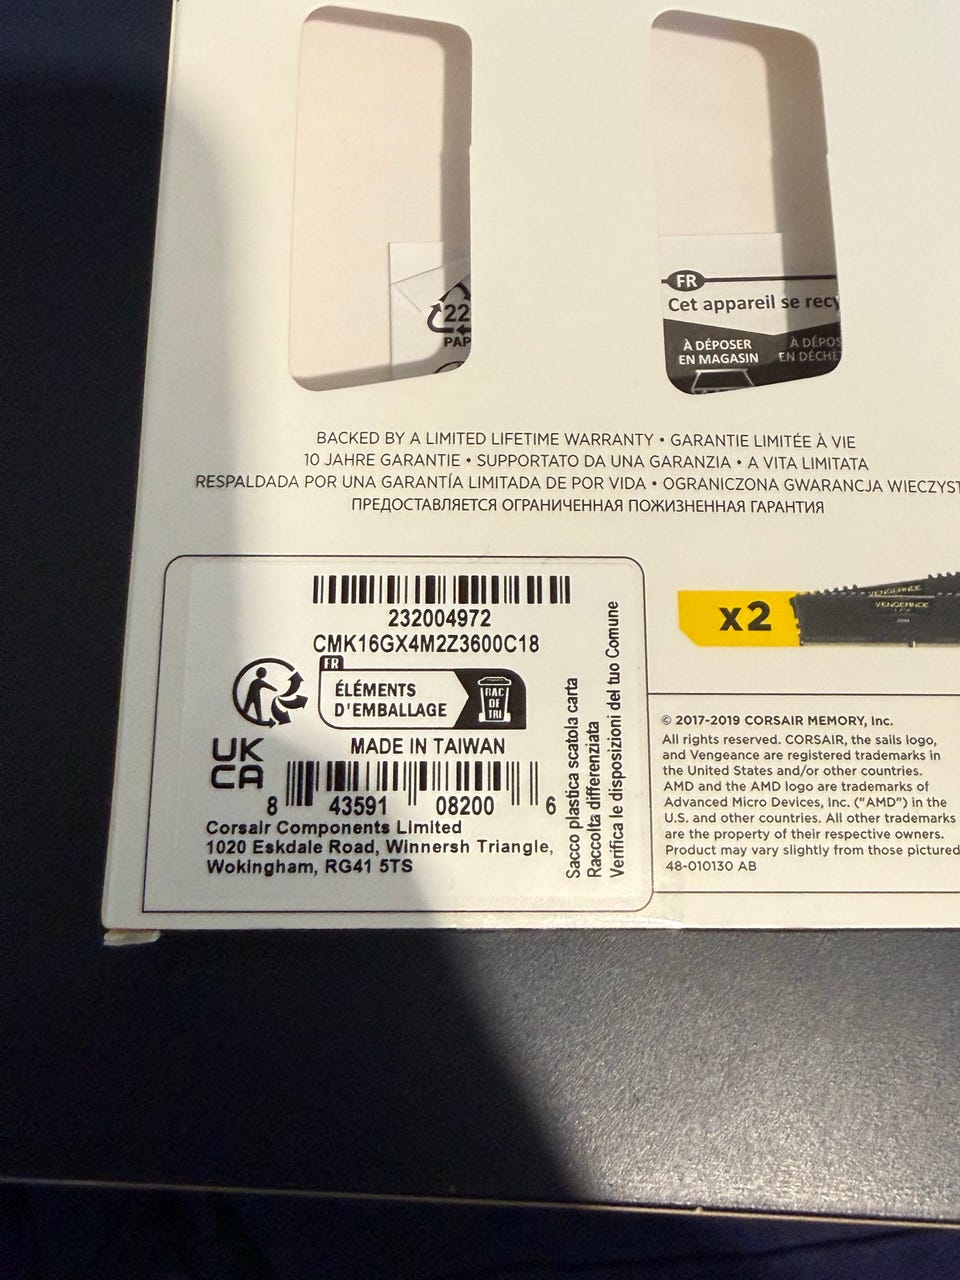 22
PAP
FR
Cet appareil se recy
À DÉPOSER
EN MAGASIN
À DÉPOS
EN DÉCHE
BACKED BY A LIMITED LIFETIME WARRANTY • GARANTIE LIMITÉE À VIE
10 JAHRE GARANTIE • SUPPORTATO DA UNA GARANZIA • A VITA LIMITATA
RESPALDADA POR UNA GARANTÍA LIMITADA DE POR VIDA • OGRANICZONA GWARANCJA WIECZYST
ПРЕДОСТАВЛЯЕТСЯ ОГРАНИЧЕННАЯ ПОЖИЗНЕННАЯ ГАРАНТИЯ
232004972
CMK16GX4M2Z3600C18
FR
ÉLÉMENTS
D'EMBALLAGE
BAC
DE
TRI
UK
CA
MADE IN TAIWAN
8 43591 08200 6
Corsair Components Limited
1020 Eskdale Road, Winnersh Triangle,
Wokingham, RG41 5TS
Sacco plastica scatola carta
Raccolta differenziata
Verifica le disposizioni del tuo Comune
x2
VENGEANCE
VENGEANCE
© 2017-2019 CORSAIR MEMORY, Inc.
All rights reserved. CORSAIR, the sails logo,
and Vengeance are registered trademarks in
the United States and/or other countries.
AMD and the AMD logo are trademarks of
Advanced Micro Devices, Inc. ("AMD") in the
U.S. and other countries. All other trademarks
are the property of their respective owners.
Product may vary slightly from those pictured
48-010130 AB